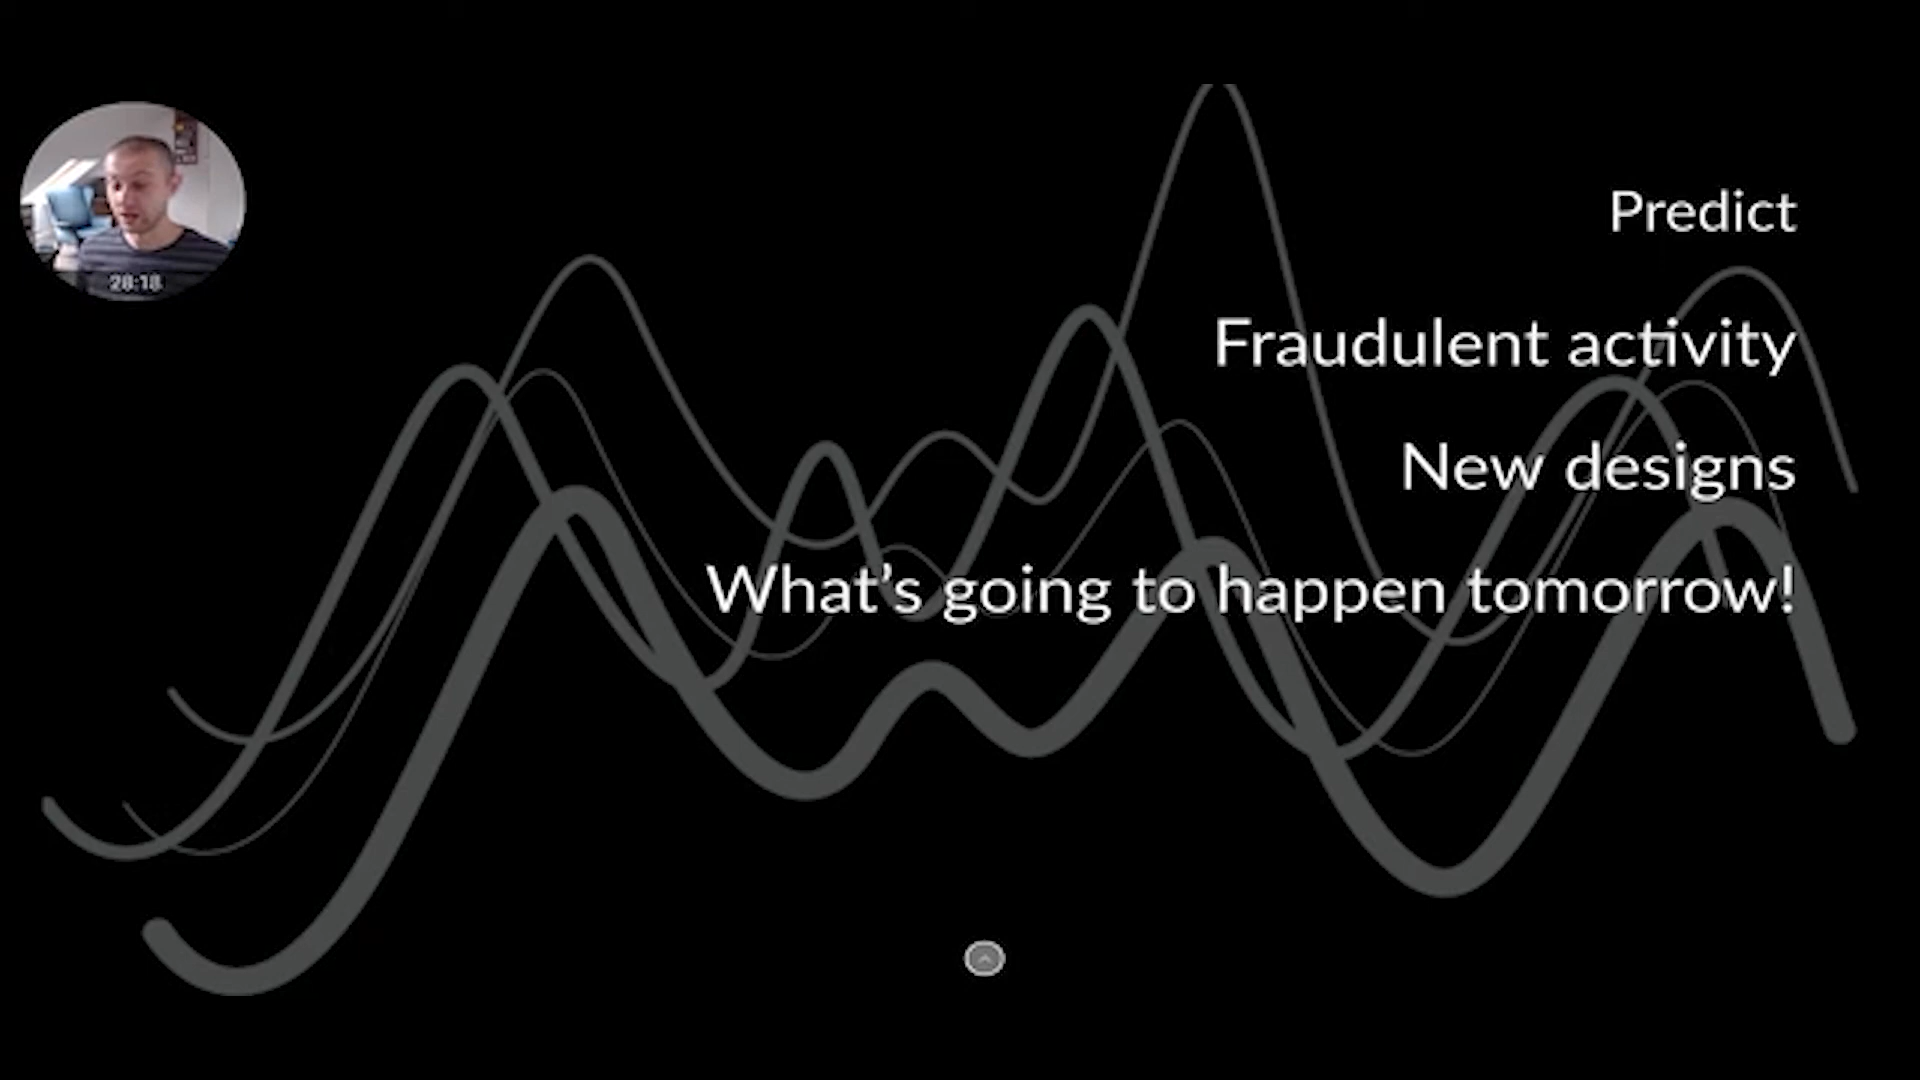 Predict
Fraudulent activity
New designs
What's going to happen tomorrow!
28:18